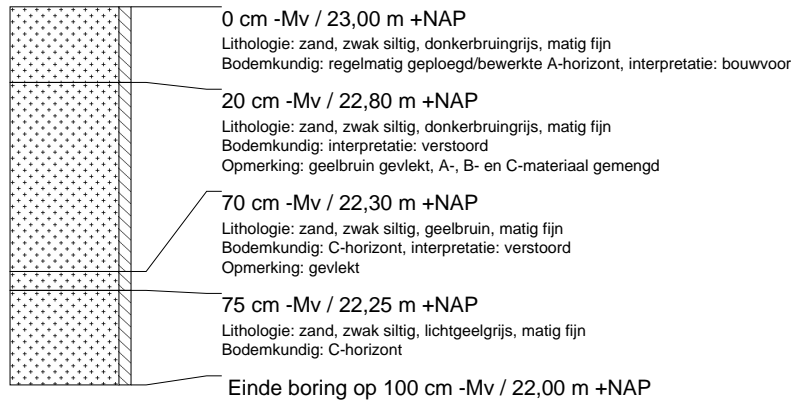 0 cm -Mv / 23,00 m +NAP
Lithologie: zand, zwak siltig, donkerbruingrijs, matig fijn
Bodemkundig: regelmatig geploegd/bewerkte A-horizont, interpretatie: bouwvoor
20 cm -Mv / 22,80 m +NAP
Lithologie: zand, zwak siltig, donkerbruingrijs, matig fijn
Bodemkundig: interpretatie: verstoord
Opmerking: geelbruin gevlekt, A-, B- en C-materiaal gemengd
70 cm -Mv / 22,30 m +NAP
Lithologie: zand, zwak siltig, geelbruin, matig fijn
Bodemkundig: C-horizont, interpretatie: verstoord
Opmerking: gevlekt
75 cm -Mv / 22,25 m +NAP
Lithologie: zand, zwak siltig, lichtgeelgrijs, matig fijn
Bodemkundig: C-horizont
Einde boring op 100 cm -Mv / 22,00 m +NAP